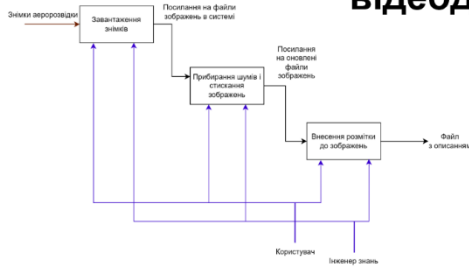 відеод
Знімки аеророзвідки
Завантаження
знімків
Посилання на файли
зображень в системі
Прибирання шумів і
стискання
зображень
Посилання
на оновлені
файли
зображень
Внесення розмітки
до зображень
Файл
з описанням
Користувач
Інженер знань